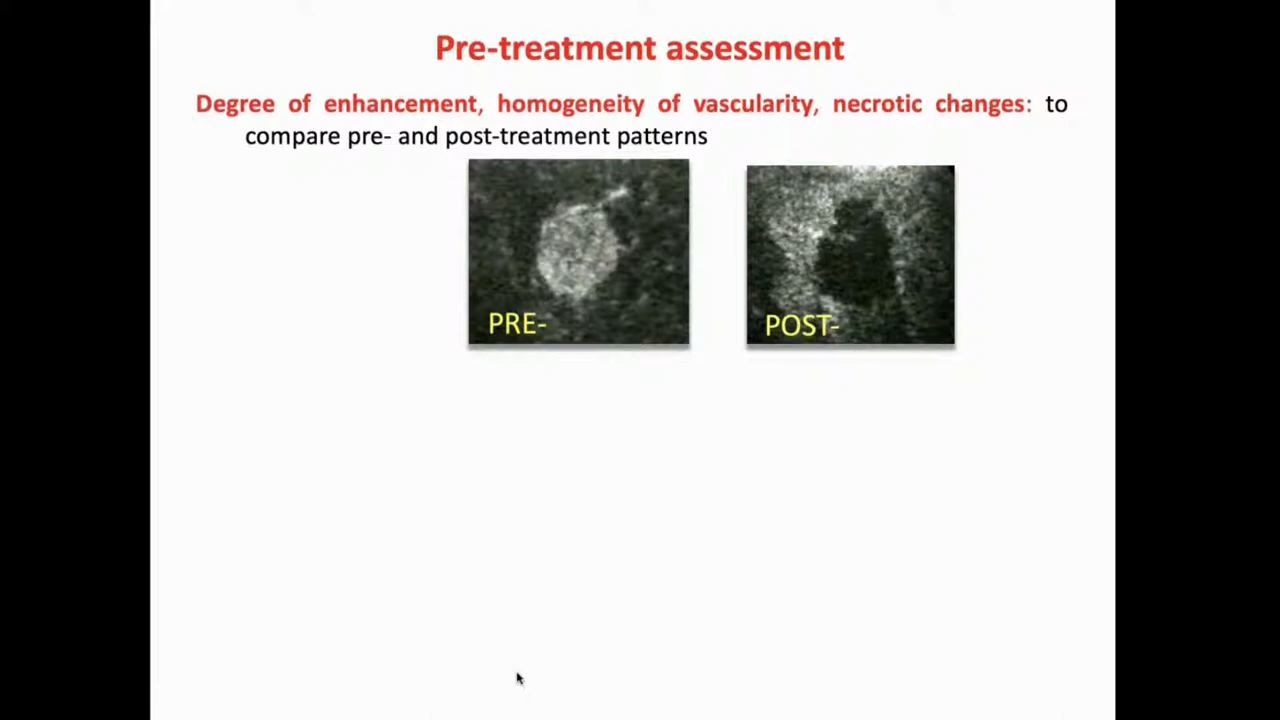 Pre-treatment assessment
Degree of enhancement, homogeneity of vascularity, necrotic changes: to
compare pre- and post-treatment patterns
PRE-
POST-